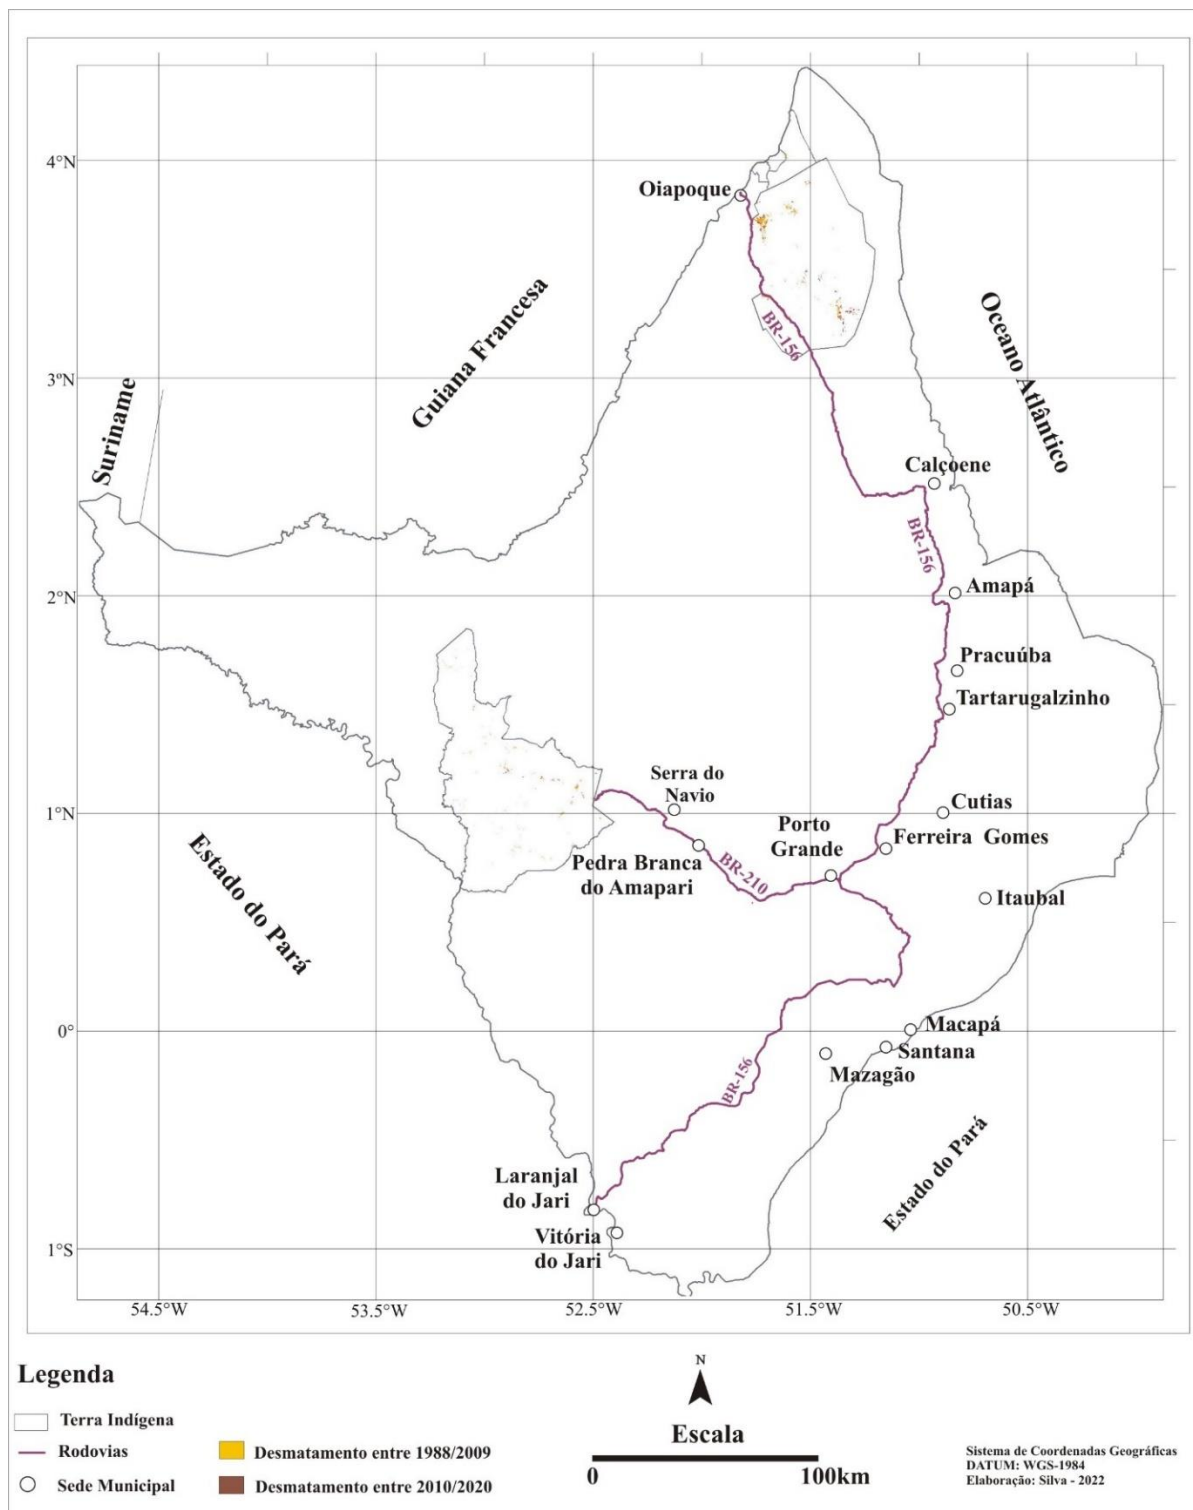 4°N
Oiapoque
BR-156
Guiana Francesa
Oceano Atlântico
3°N
Suriname
Calçoene
BR-156
2°N
Amapá
Pracuúba
Tartarugalzinho
Serra do
Navio
1°N
Cutias
Porto
Grande
Ferreira Gomes
Pedra Branca
do Amapari
BR-210
Itaubal
Estado do Pará
0°
Macapá
Santana
Mazagão
BR-156
Estado do Pará
Laranjal
do Jari
Vitória
do Jari
1°S
54.5°W
53.5°W
52.5°W
51.5°W
50.5°W
Legenda
Terra Indígena
Rodovias
Sede Municipal
Desmatamento entre 1988/2009
Desmatamento entre 2010/2020
N
Escala
0
100km
Sistema de Coordenadas Geográficas
DATUM: WGS-1984
Elaboração: Silva - 2022